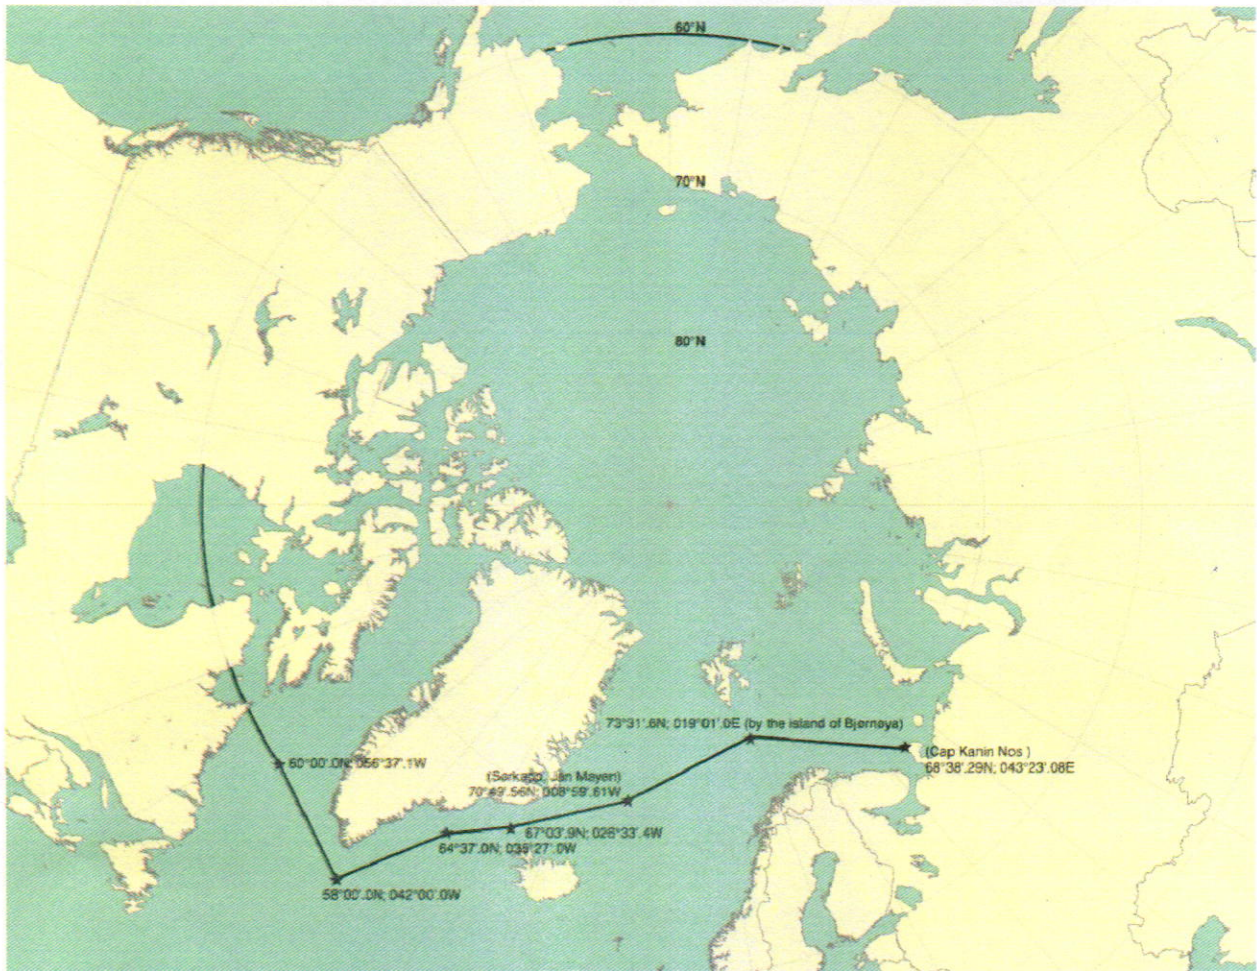 60°N
70°N
80°N
73°31'.6N; 019°01'.0E (by the island of Bjørnøya)
(Cap Kanin Nos )
68°38'.29N; 043°23'.08E
60°00'.0N; 056°37'.1W
(Sørkapp, Jan Mayen)
70°49'.56N; 008°59'.61W
67°03'.9N; 026°33'.4W
64°37'.0N; 035°27'.0W
58°00'.0N; 042°00'.0W